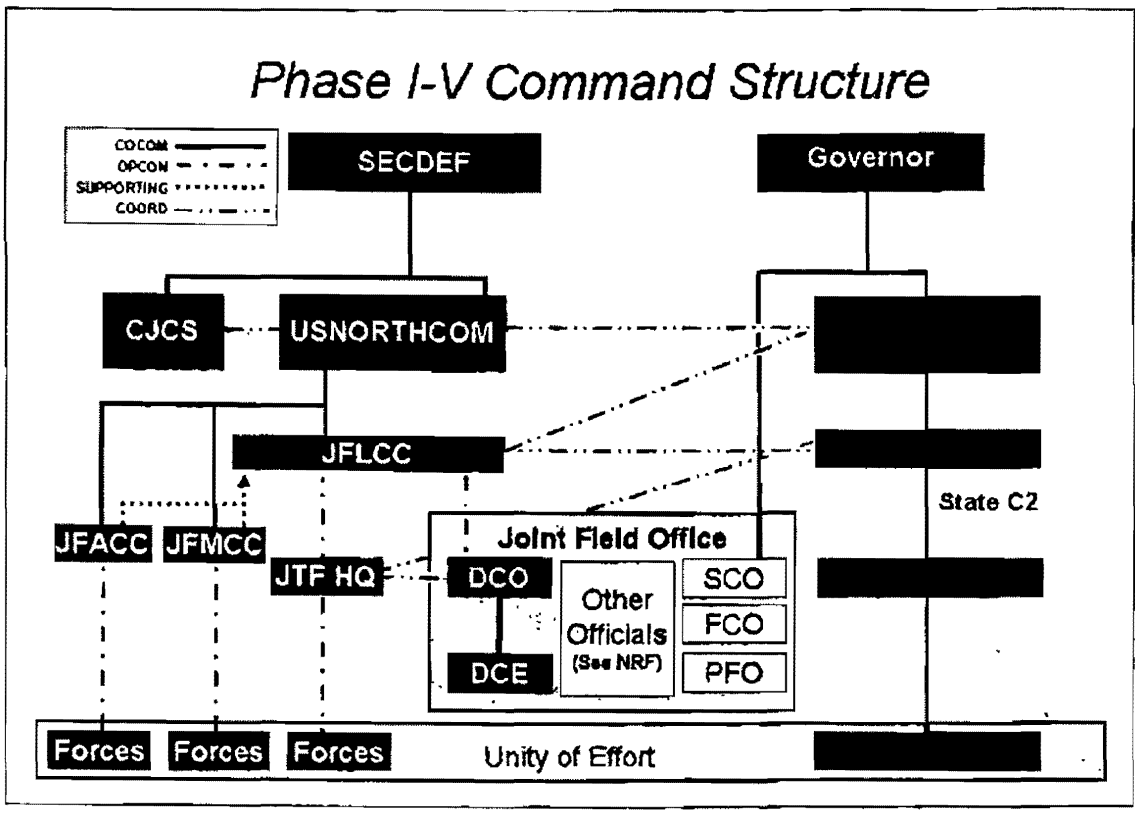 Phase I-V Command Structure
COCOM
OPCON
SUPPORTING
COORD
SECDEF
Governor
CJCS
USNORTHCOM
JFLCC
State C2
JFACC
JFMCC
JTF HQ
Joint Field Office
DCO
DCE
Other
Officials
(See NRF)
SCO
FCO
PFO
Forces
Forces
Forces
Unity of Effort